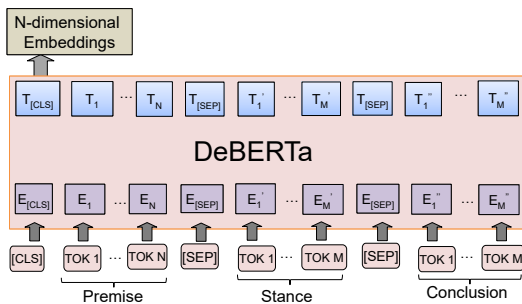 N-dimensional
Embeddings
T[CLS] T1 ... TN T[SEP] T1' ... TM' T[SEP] T1'' ... TM''
DeBERTa
E[CLS] E1 ... EN E[SEP] E1' ... EM' E[SEP] E1'' ... EM''
[CLS] TOK 1 ... TOK N [SEP] TOK 1 ... TOK M [SEP] TOK 1 ... TOK M
Premise Stance Conclusion